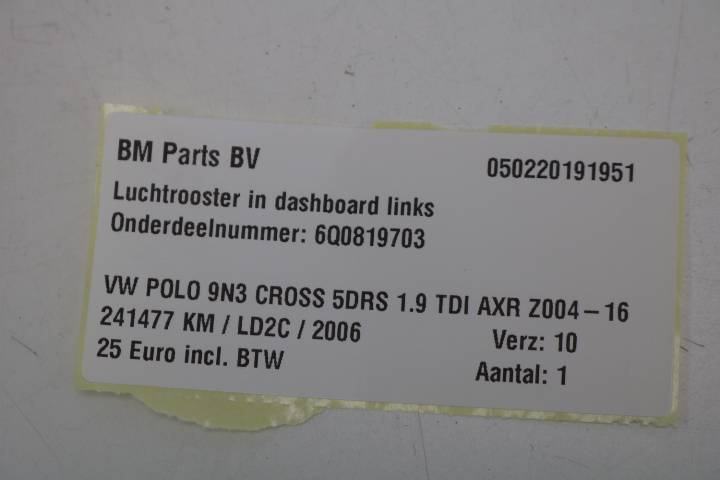 BM Parts BV 050220191951
Luchtrooster in dashboard links
Onderdeelnummer: 6Q0819703
VW POLO 9N3 CROSS 5DRS 1.9 TDI AXR Z004-16
241477 KM / LD2C / 2006 Verz: 10
25 Euro incl. BTW Aantal: 1